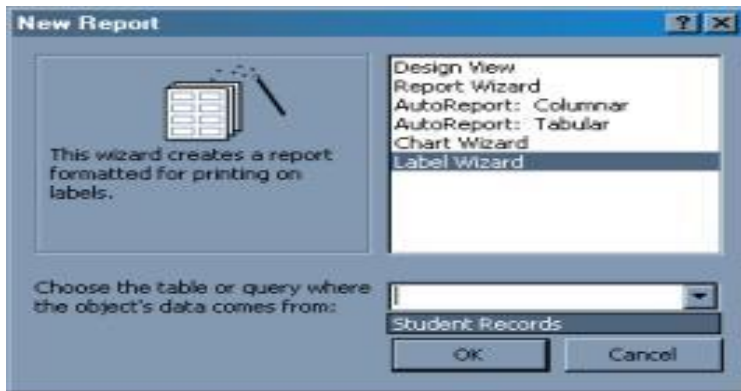 New Report
Design View
Report Wizard
AutoReport: Columnar
AutoReport: Tabular
Chart Wizard
Label Wizard
This wizard creates a report
formatted for printing on
labels.
Choose the table or query where
the object's data comes from:
Student Records
OK
Cancel